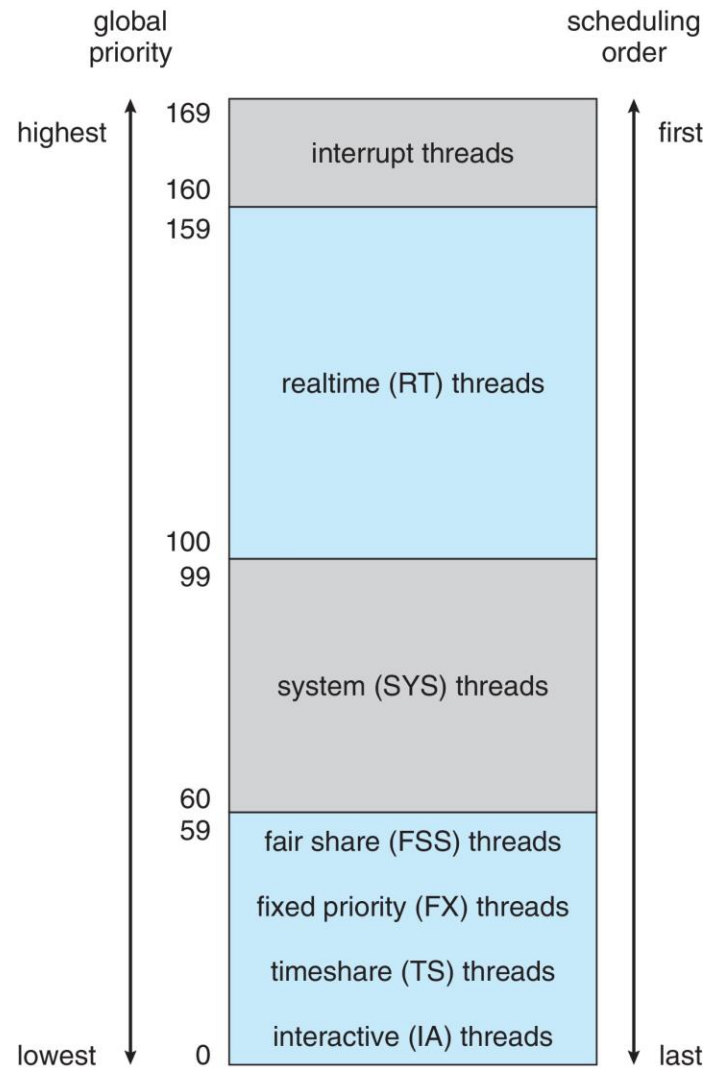 global
priority
scheduling
order
highest
169
interrupt threads
first
160
159
realtime (RT) threads
100
99
system (SYS) threads
60
59
fair share (FSS) threads
fixed priority (FX) threads
timeshare (TS) threads
interactive (IA) threads
lowest
0
last